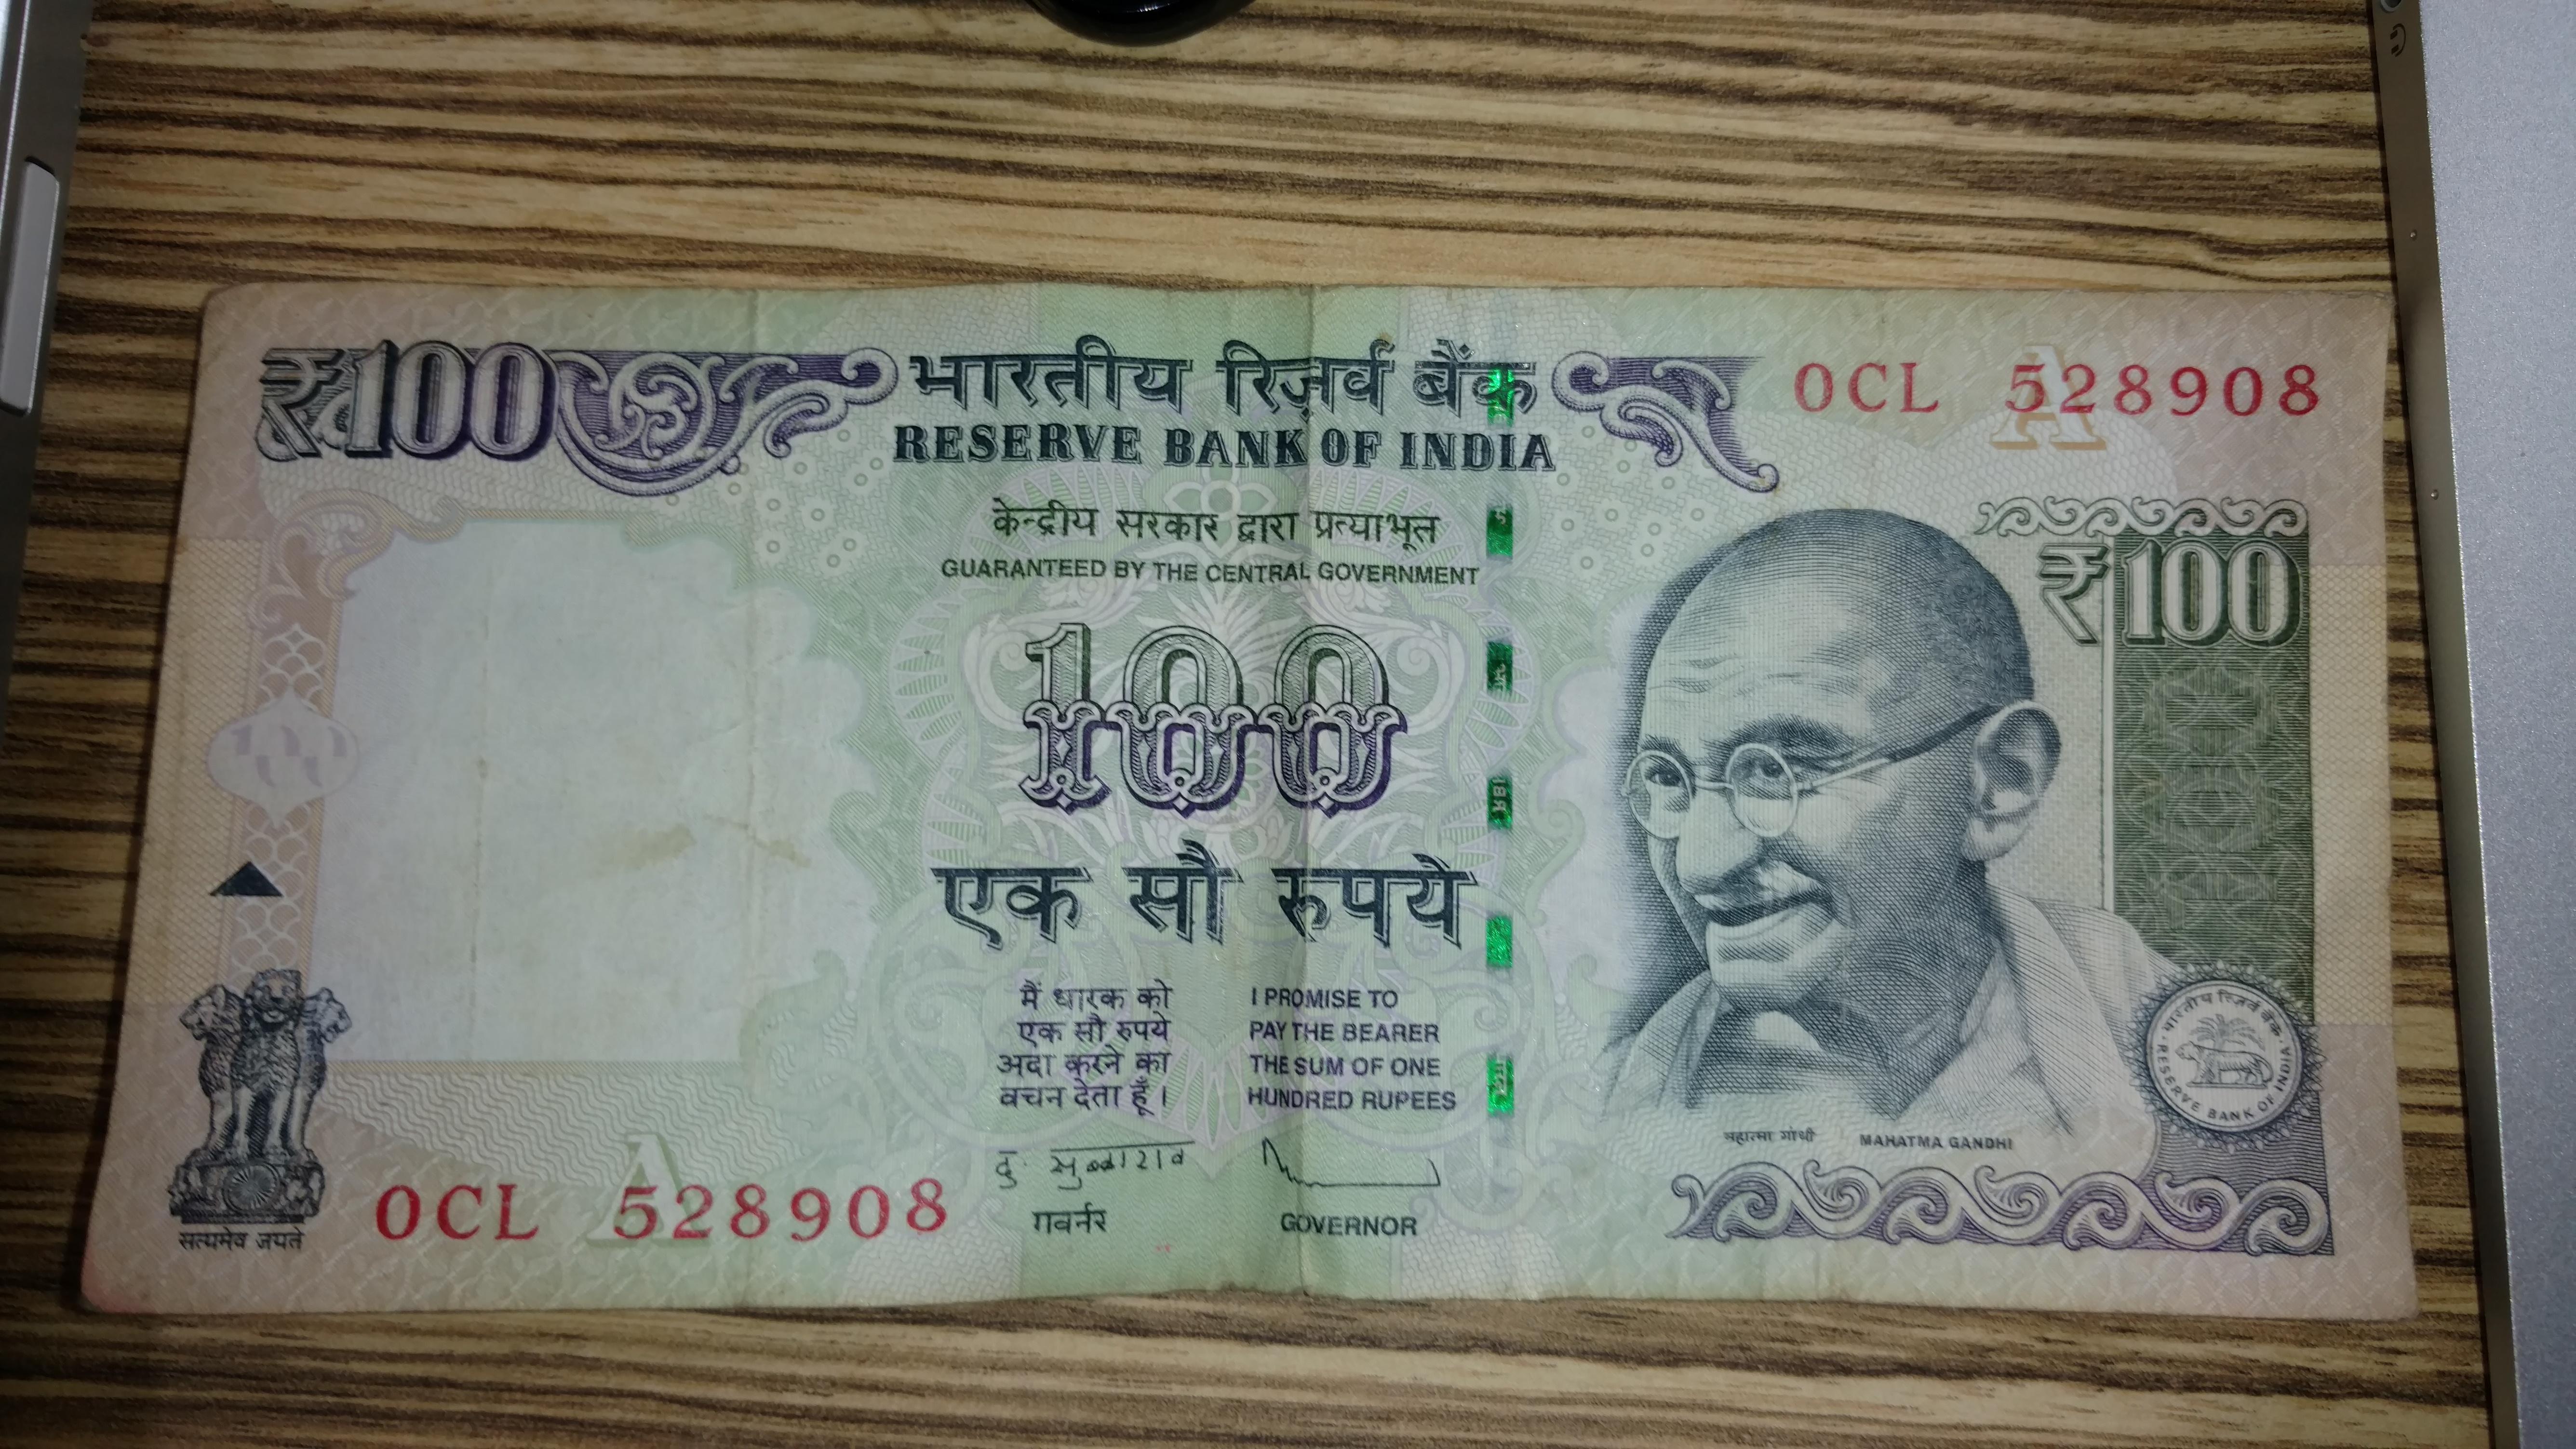 ₹100
भारतीय रिज़र्व बैंक
RESERVE BANK OF INDIA
0CL 528908
A
केन्द्रीय सरकार द्वारा प्रत्याभूत
GUARANTEED BY THE CENTRAL GOVERNMENT
₹100
100
एक सौ रुपये
मैं धारक को
एक सौ रुपये
अदा करने का
वचन देता हूँ।
I PROMISE TO
PAY THE BEARER
THE SUM OF ONE
HUNDRED RUPEES
गवर्नर
GOVERNOR
महात्मा गांधी MAHATMA GANDHI
भारतीय रिज़र्व बैंक
RESERVE BANK OF INDIA
सत्यमेव जयते
0CL 528908
A